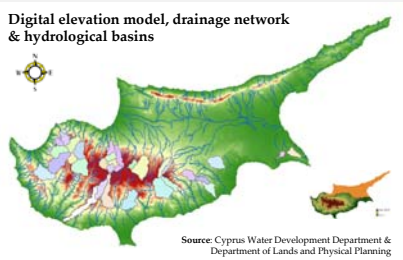 Digital elevation model, drainage network
& hydrological basins
N
W
E
S
Source: Cyprus Water Development Department &
Department of Lands and Physical Planning